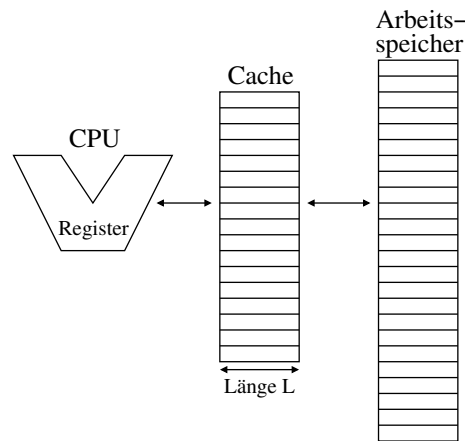 Arbeits–
speicher
Cache
CPU
Register
Länge L